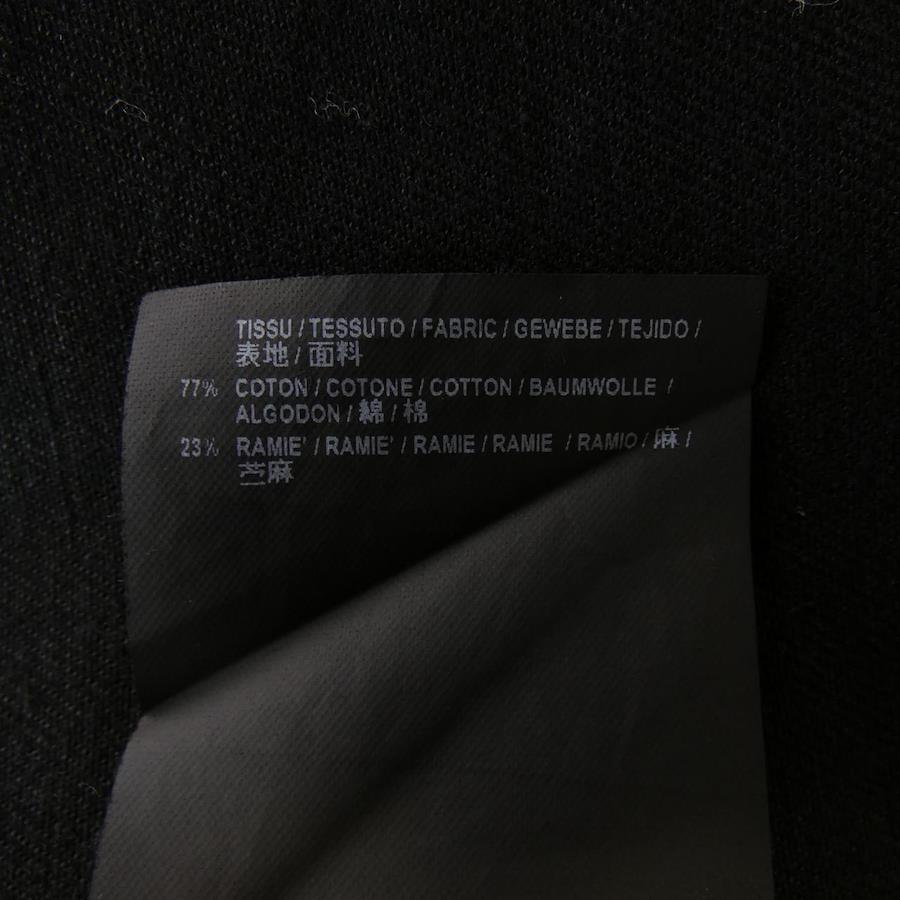 TISSU / TESSUTO / FABRIC / GEWEBE / TEJIDO /
表地 / 面料
77% COTON / COTONE / COTTON / BAUMWOLLE /
ALGODON / 綿 / 棉
23% RAMIE' / RAMIE' / RAMIE / RAMIE / RAMIO / 麻 /
苎麻